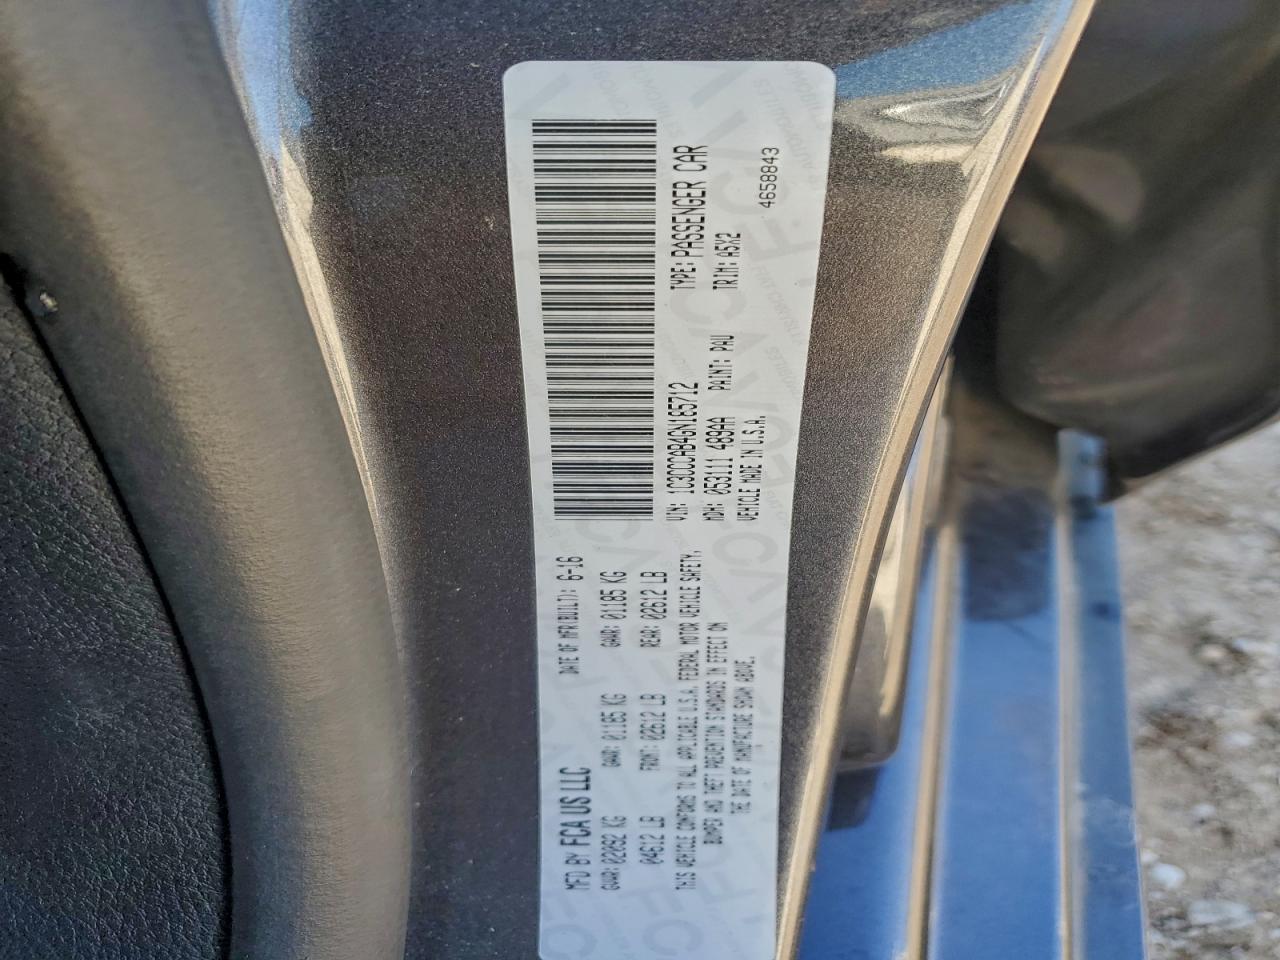 MFD BY FCA US LLC
DATE OF MFR(BUILT): 6-16
GVWR: 02092 KG
GAWR: 01185 KG
GAWR: 01185 KG
04612 LB
FRONT: 02612 LB
REAR: 02612 LB
THIS VEHICLE CONFORMS TO ALL APPLICABLE U.S.A. FEDERAL MOTOR VEHICLE SAFETY,
BUMPER AND THEFT PREVENTION STANDARDS IN EFFECT ON
THE DATE OF MANUFACTURE SHOWN ABOVE.
VIN: 1C3CCCAB4GN165712
TYPE: PASSENGER CAR
MDH: 053111 489AA
PAINT: PAU
TRIM: A5X2
VEHICLE MADE IN U.S.A.
4658843